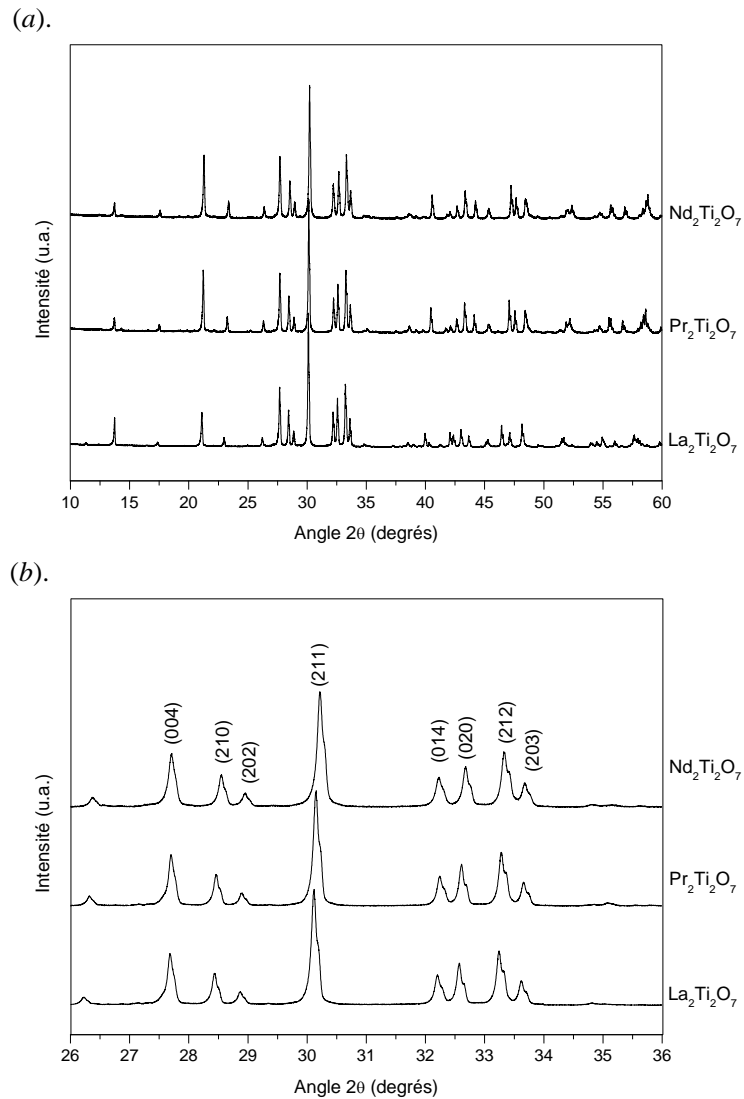 (a).
Nd2Ti2O7
Pr2Ti2O7
La2Ti2O7
Intensité (u.a.)
10 15 20 25 30 35 40 45 50 55 60
Angle 2θ (degrés)
(b).
(004) (210) (202) (211) (014) (020) (212) (203)
Nd2Ti2O7
Pr2Ti2O7
La2Ti2O7
Intensité (u.a.)
26 27 28 29 30 31 32 33 34 35 36
Angle 2θ (degrés)